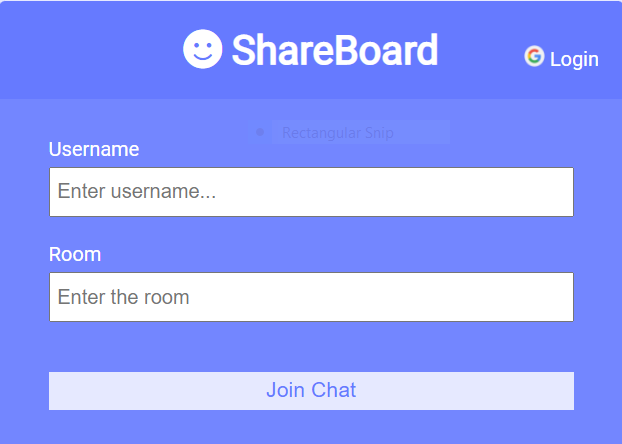 ShareBoard
Login
Rectangular Snip
Username
Enter username...
Room
Enter the room
Join Chat